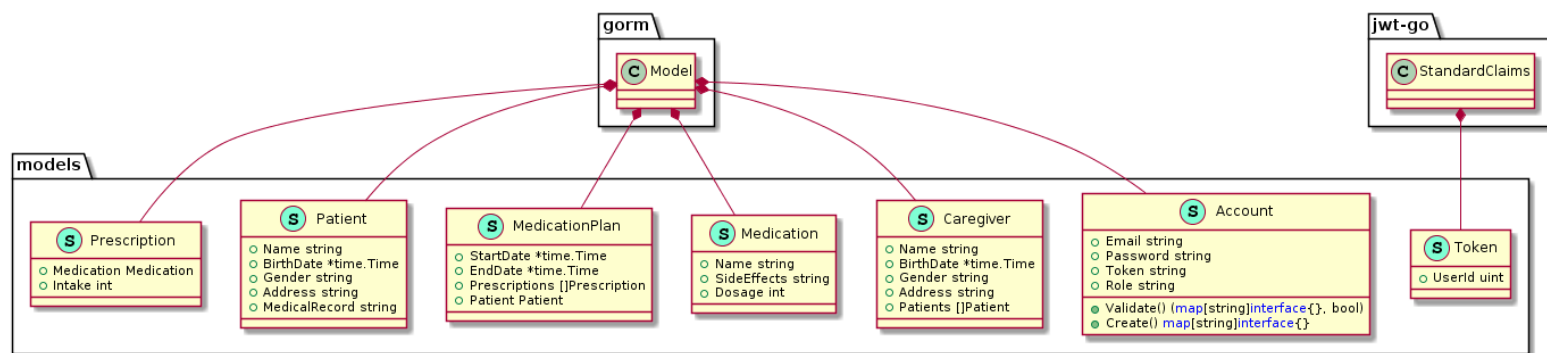 gorm
C Model
jwt-go
C StandardClaims
models
S Prescription
Medication Medication
Intake int
S Patient
Name string
BirthDate *time.Time
Gender string
Address string
MedicalRecord string
S MedicationPlan
StartDate *time.Time
EndDate *time.Time
Prescriptions []Prescription
Patient Patient
S Medication
Name string
SideEffects string
Dosage int
S Caregiver
Name string
BirthDate *time.Time
Gender string
Address string
Patients []Patient
S Account
Email string
Password string
Token string
Role string
Validate() (map[string]interface{}, bool)
Create() map[string]interface{}
S Token
UserId uint